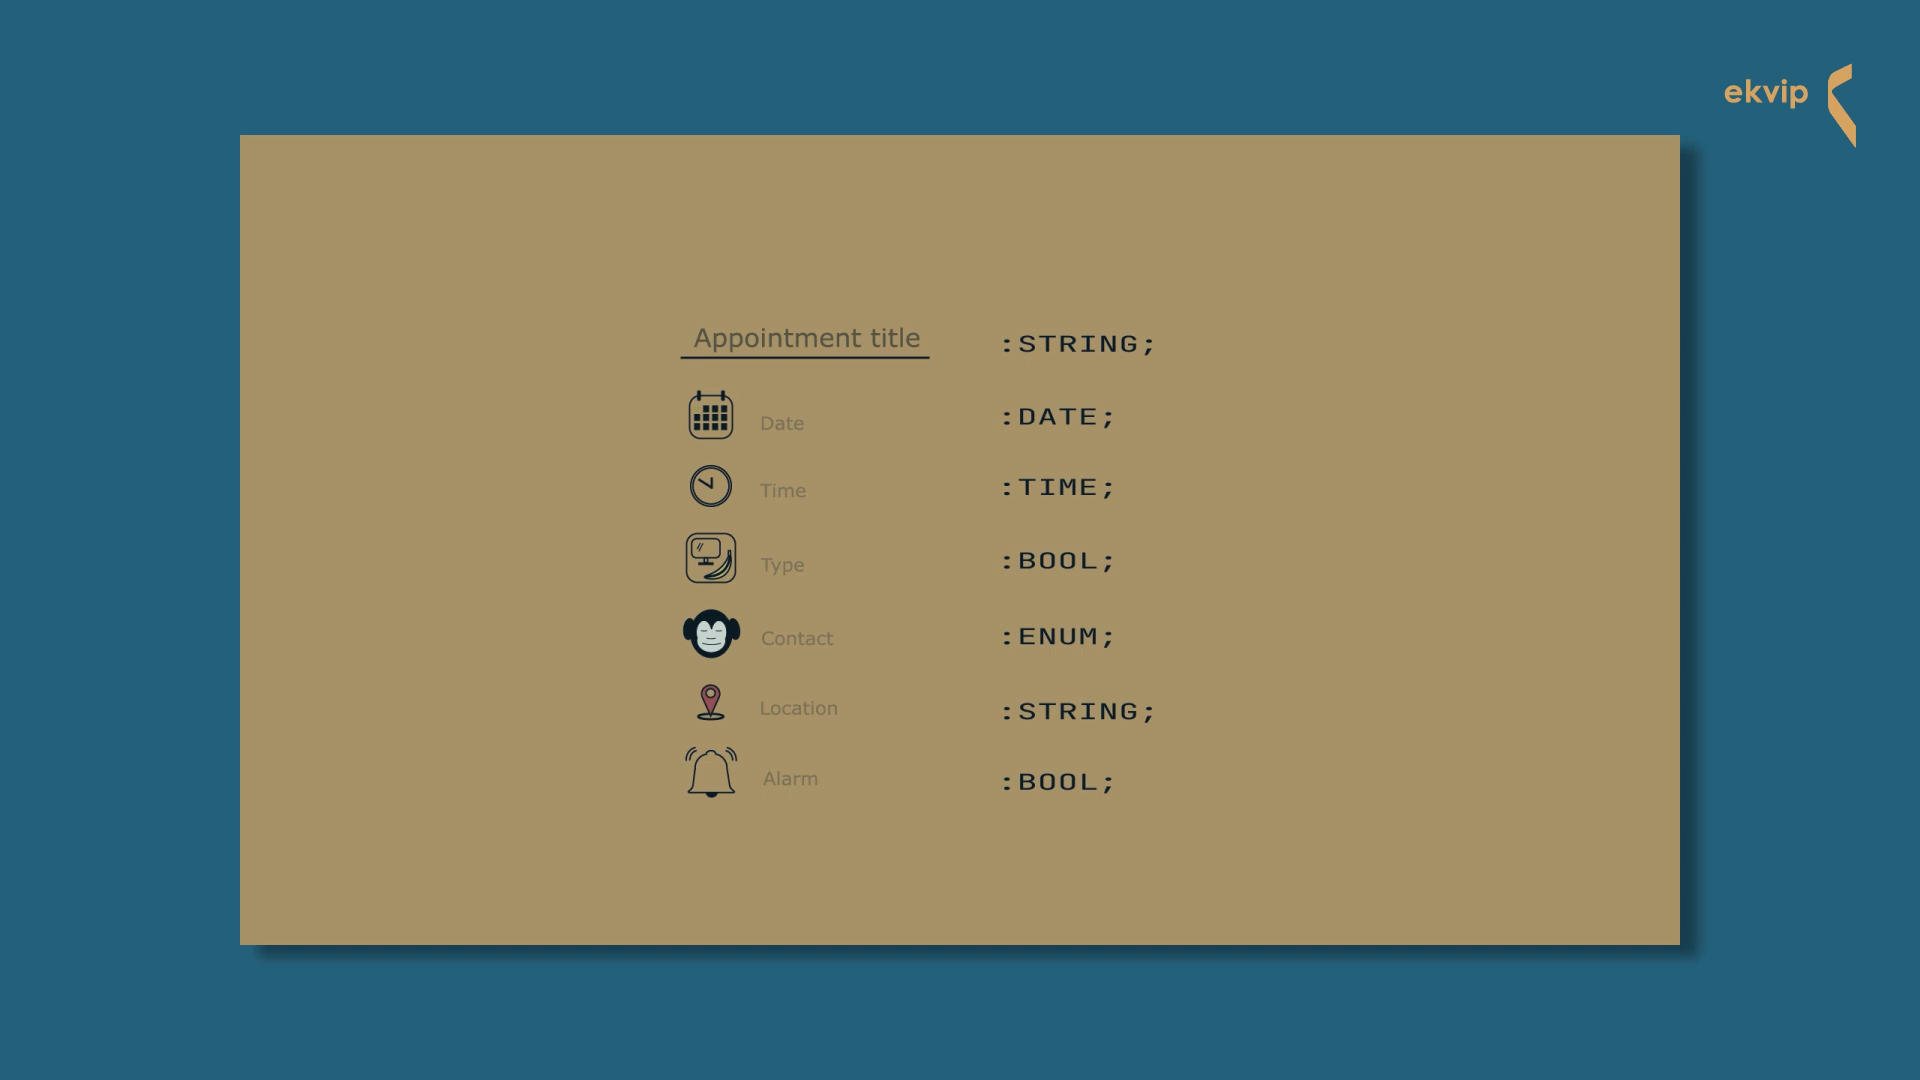 ekvip
Appointment title :STRING;
Date :DATE;
Time :TIME;
Type :BOOL;
Contact :ENUM;
Location :STRING;
Alarm :BOOL;